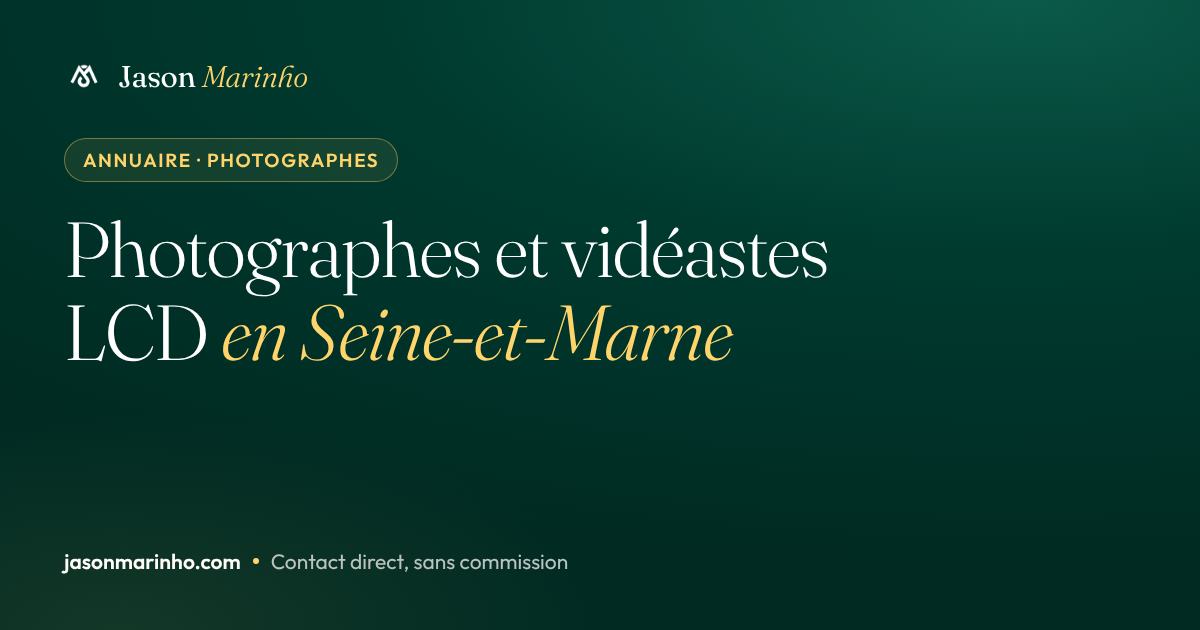 Jason Marinho
ANNUAIRE · PHOTOGRAPHES
Photographes et vidéastes
LCD en Seine-et-Marne
jasonmarinho.com • Contact direct, sans commission